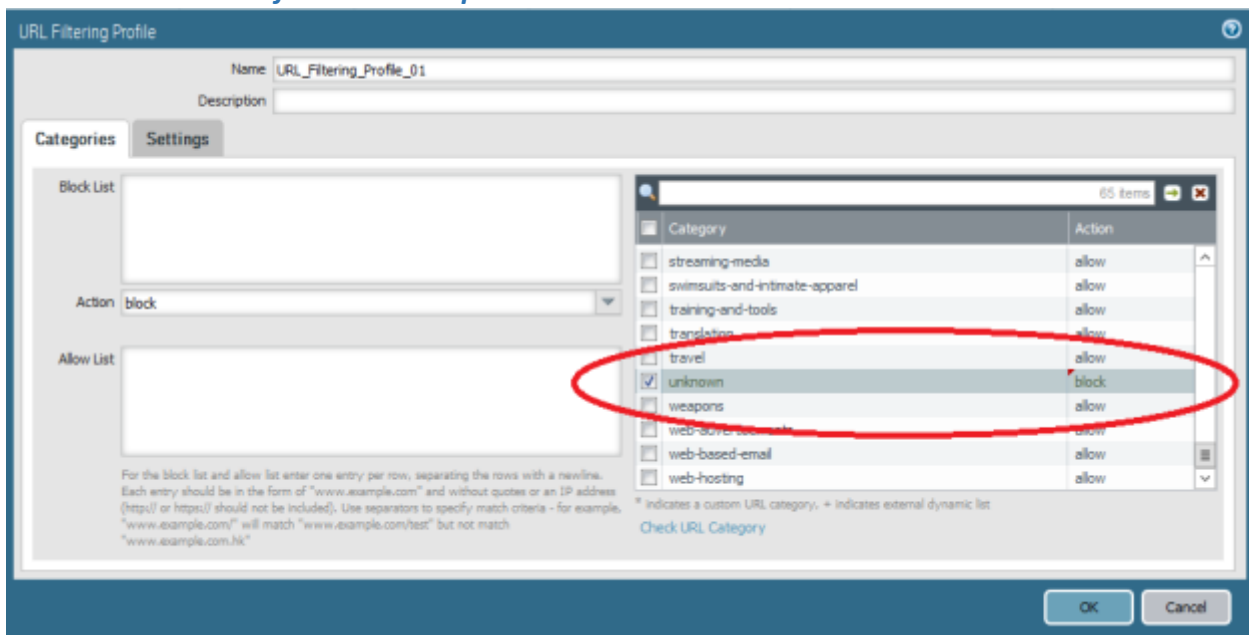 URL Filtering Profile
Name URL_Filtering_Profile_01
Description
Categories Settings
Block List
Action block
Allow List
For the block list and allow list enter one entry per row, separating the rows with a newline.
Each entry should be in the form of "www.example.com" and without quotes or an IP address
(http:// or https:// should not be included). Use separators to specify match criteria - for example,
"www.example.com/" will match "www.example.com/test" but not match
"www.example.com.hk"
65 items
Category Action
streaming-media allow
swimsuits-and-intimate-apparel allow
training-and-tools allow
translation allow
travel allow
unknown block
weapons allow
web-advertisements allow
web-based-email allow
web-hosting allow
* indicates a custom URL category, + indicates external dynamic list
Check URL Category
OK Cancel